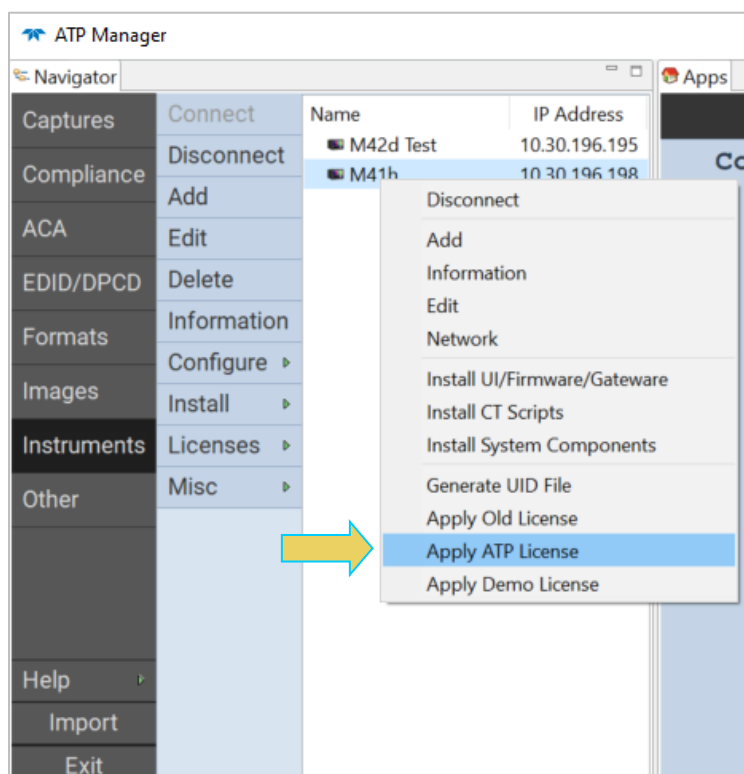 ATP Manager
Navigator
Apps
Captures
Compliance
ACA
EDID/DPCD
Formats
Images
Instruments
Other
Help
Import
Exit
Connect
Disconnect
Add
Edit
Delete
Information
Configure
Install
Licenses
Misc
Name IP Address
M42d Test 10.30.196.195
M41h 10.30.196.198
Disconnect
Add
Information
Edit
Network
Install UI/Firmware/Gateware
Install CT Scripts
Install System Components
Generate UID File
Apply Old License
Apply ATP License
Apply Demo License
Co